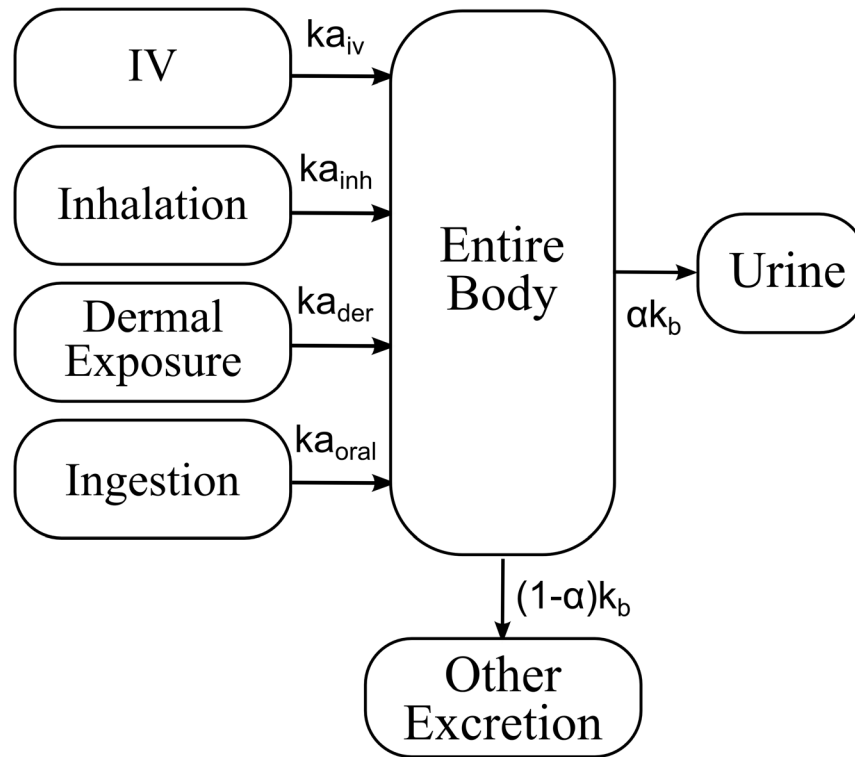 IV
ka_iv
Inhalation
ka_inh
Dermal
Exposure
ka_der
Ingestion
ka_oral
Entire
Body
αk_b
Urine
(1-α)k_b
Other
Excretion